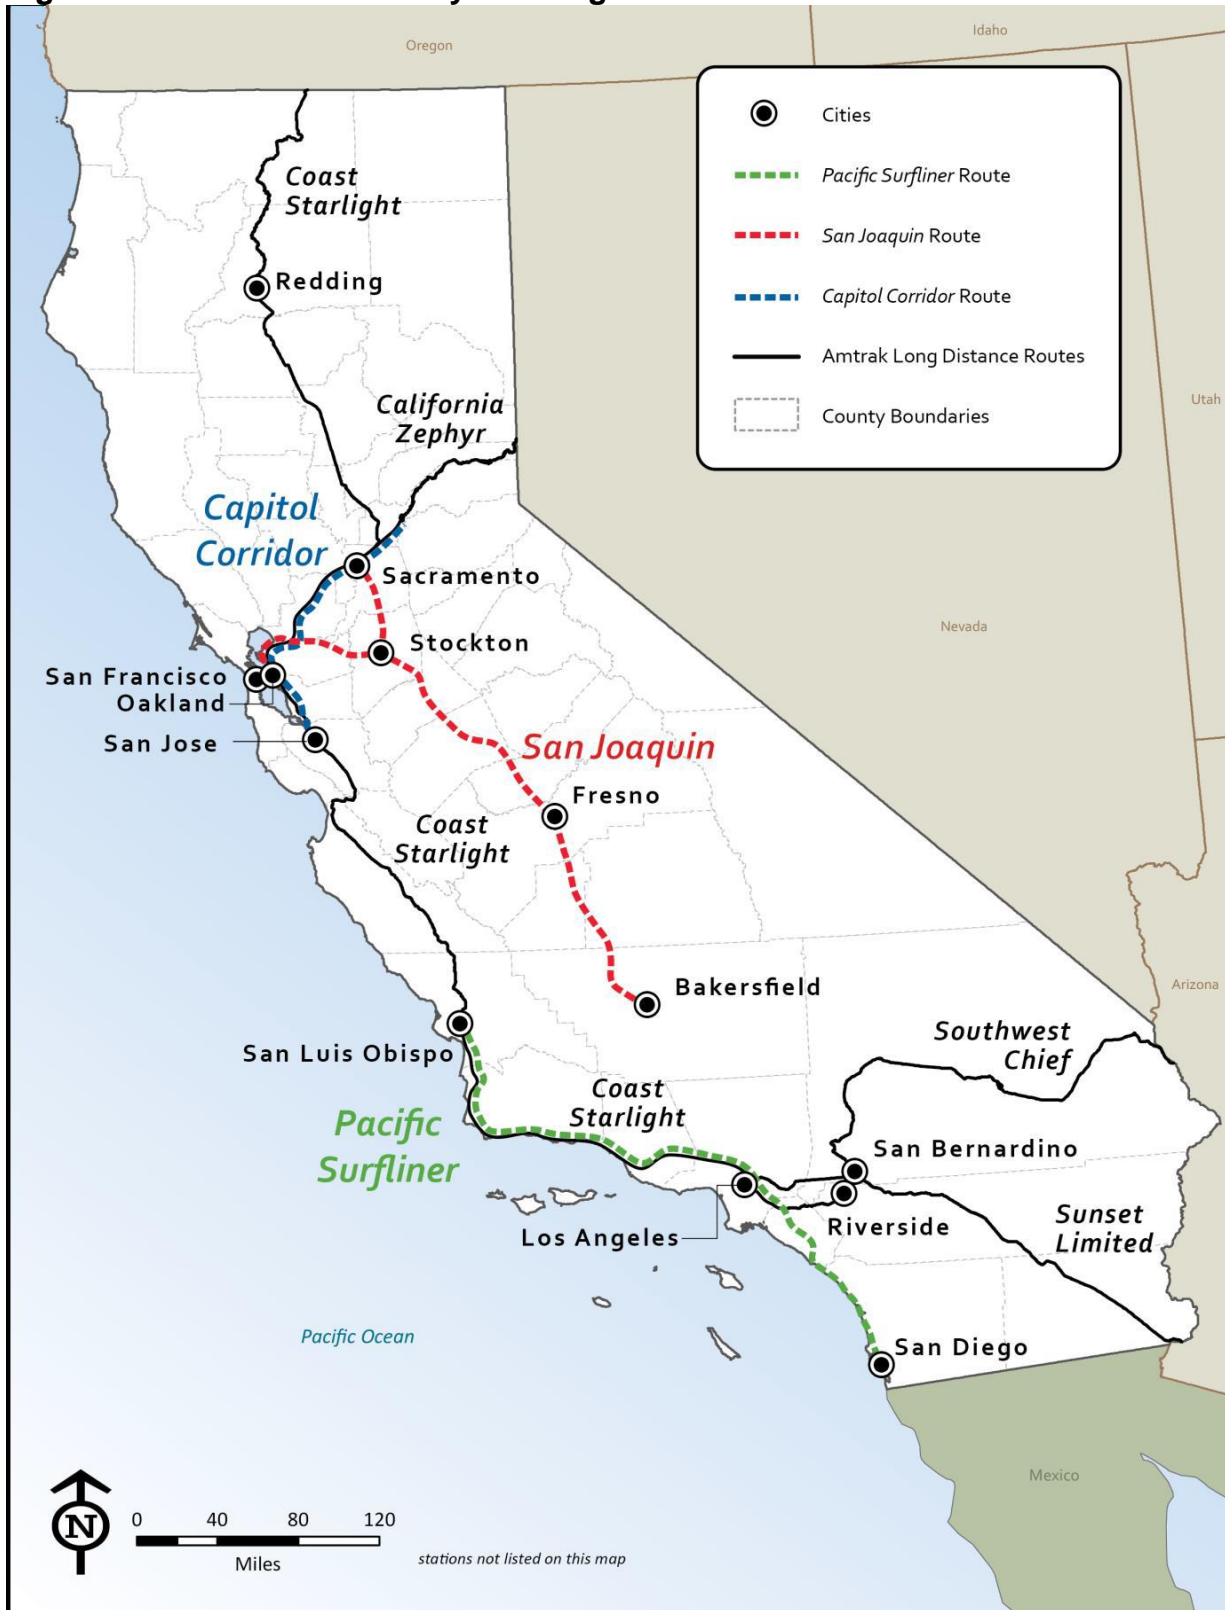 Oregon
Idaho
Cities
Pacific Surfliner Route
San Joaquin Route
Capitol Corridor Route
Amtrak Long Distance Routes
County Boundaries
Utah
Coast
Starlight
Redding
California
Zephyr
Capitol
Corridor
Sacramento
Stockton
Nevada
San Francisco
Oakland
San Jose
San Joaquin
Fresno
Coast
Starlight
Bakersfield
Arizona
San Luis Obispo
Southwest
Chief
Coast
Starlight
Pacific
Surfliner
San Bernardino
Los Angeles
Riverside
Sunset
Limited
Pacific Ocean
San Diego
Mexico
N
0 40 80 120
Miles
stations not listed on this map